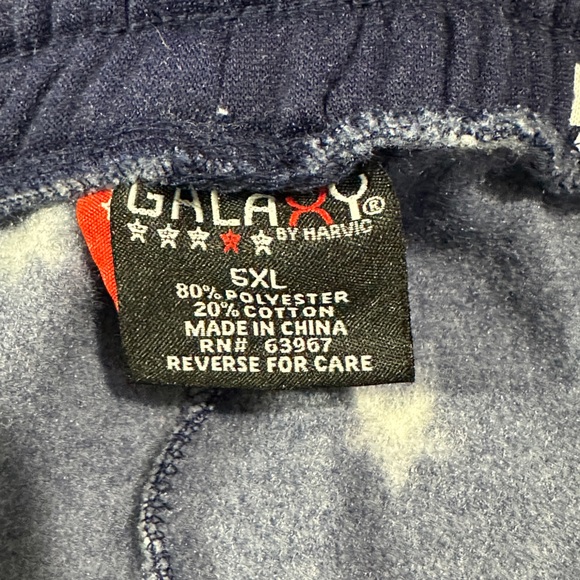 GALAXY®
BY HARVIC
5XL
80% POLYESTER
20% COTTON
MADE IN CHINA
RN# 63967
REVERSE FOR CARE